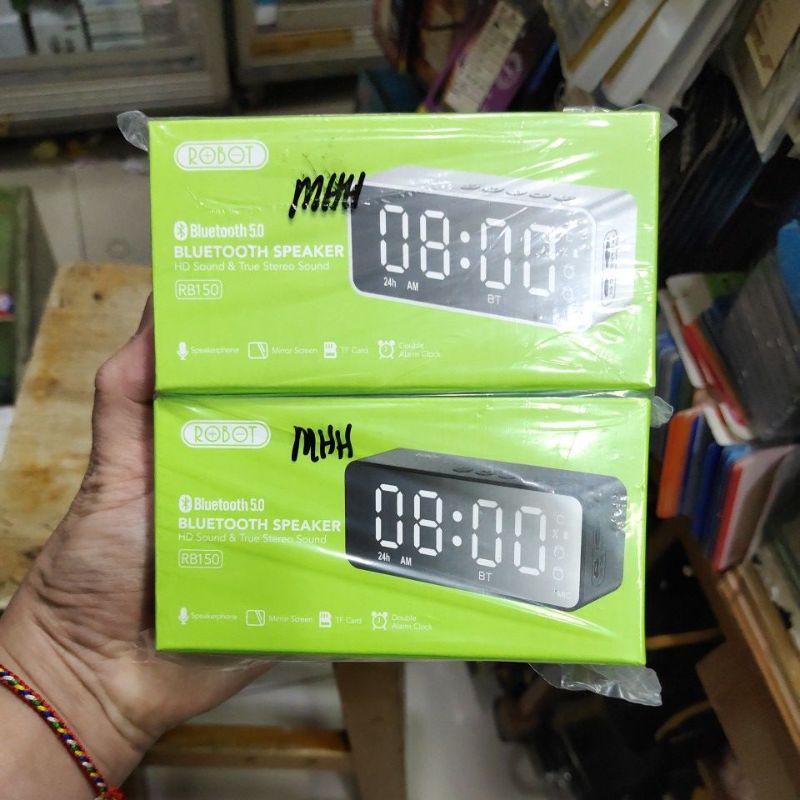 ROBOT
MHH
Bluetooth 5.0
BLUETOOTH SPEAKER
HD Sound & True Stereo Sound
RB150
08:00
24h AM
BT
Speakerphone
Mirror Screen
TF Card
Double
Alarm Clock
ROBOT
MHH
Bluetooth 5.0
BLUETOOTH SPEAKER
HD Sound & True Stereo Sound
RB150
08:00
C
%
24h AM
BT
MIC
Speakerphone
Mirror Screen
TF Card
Double
Alarm Clock